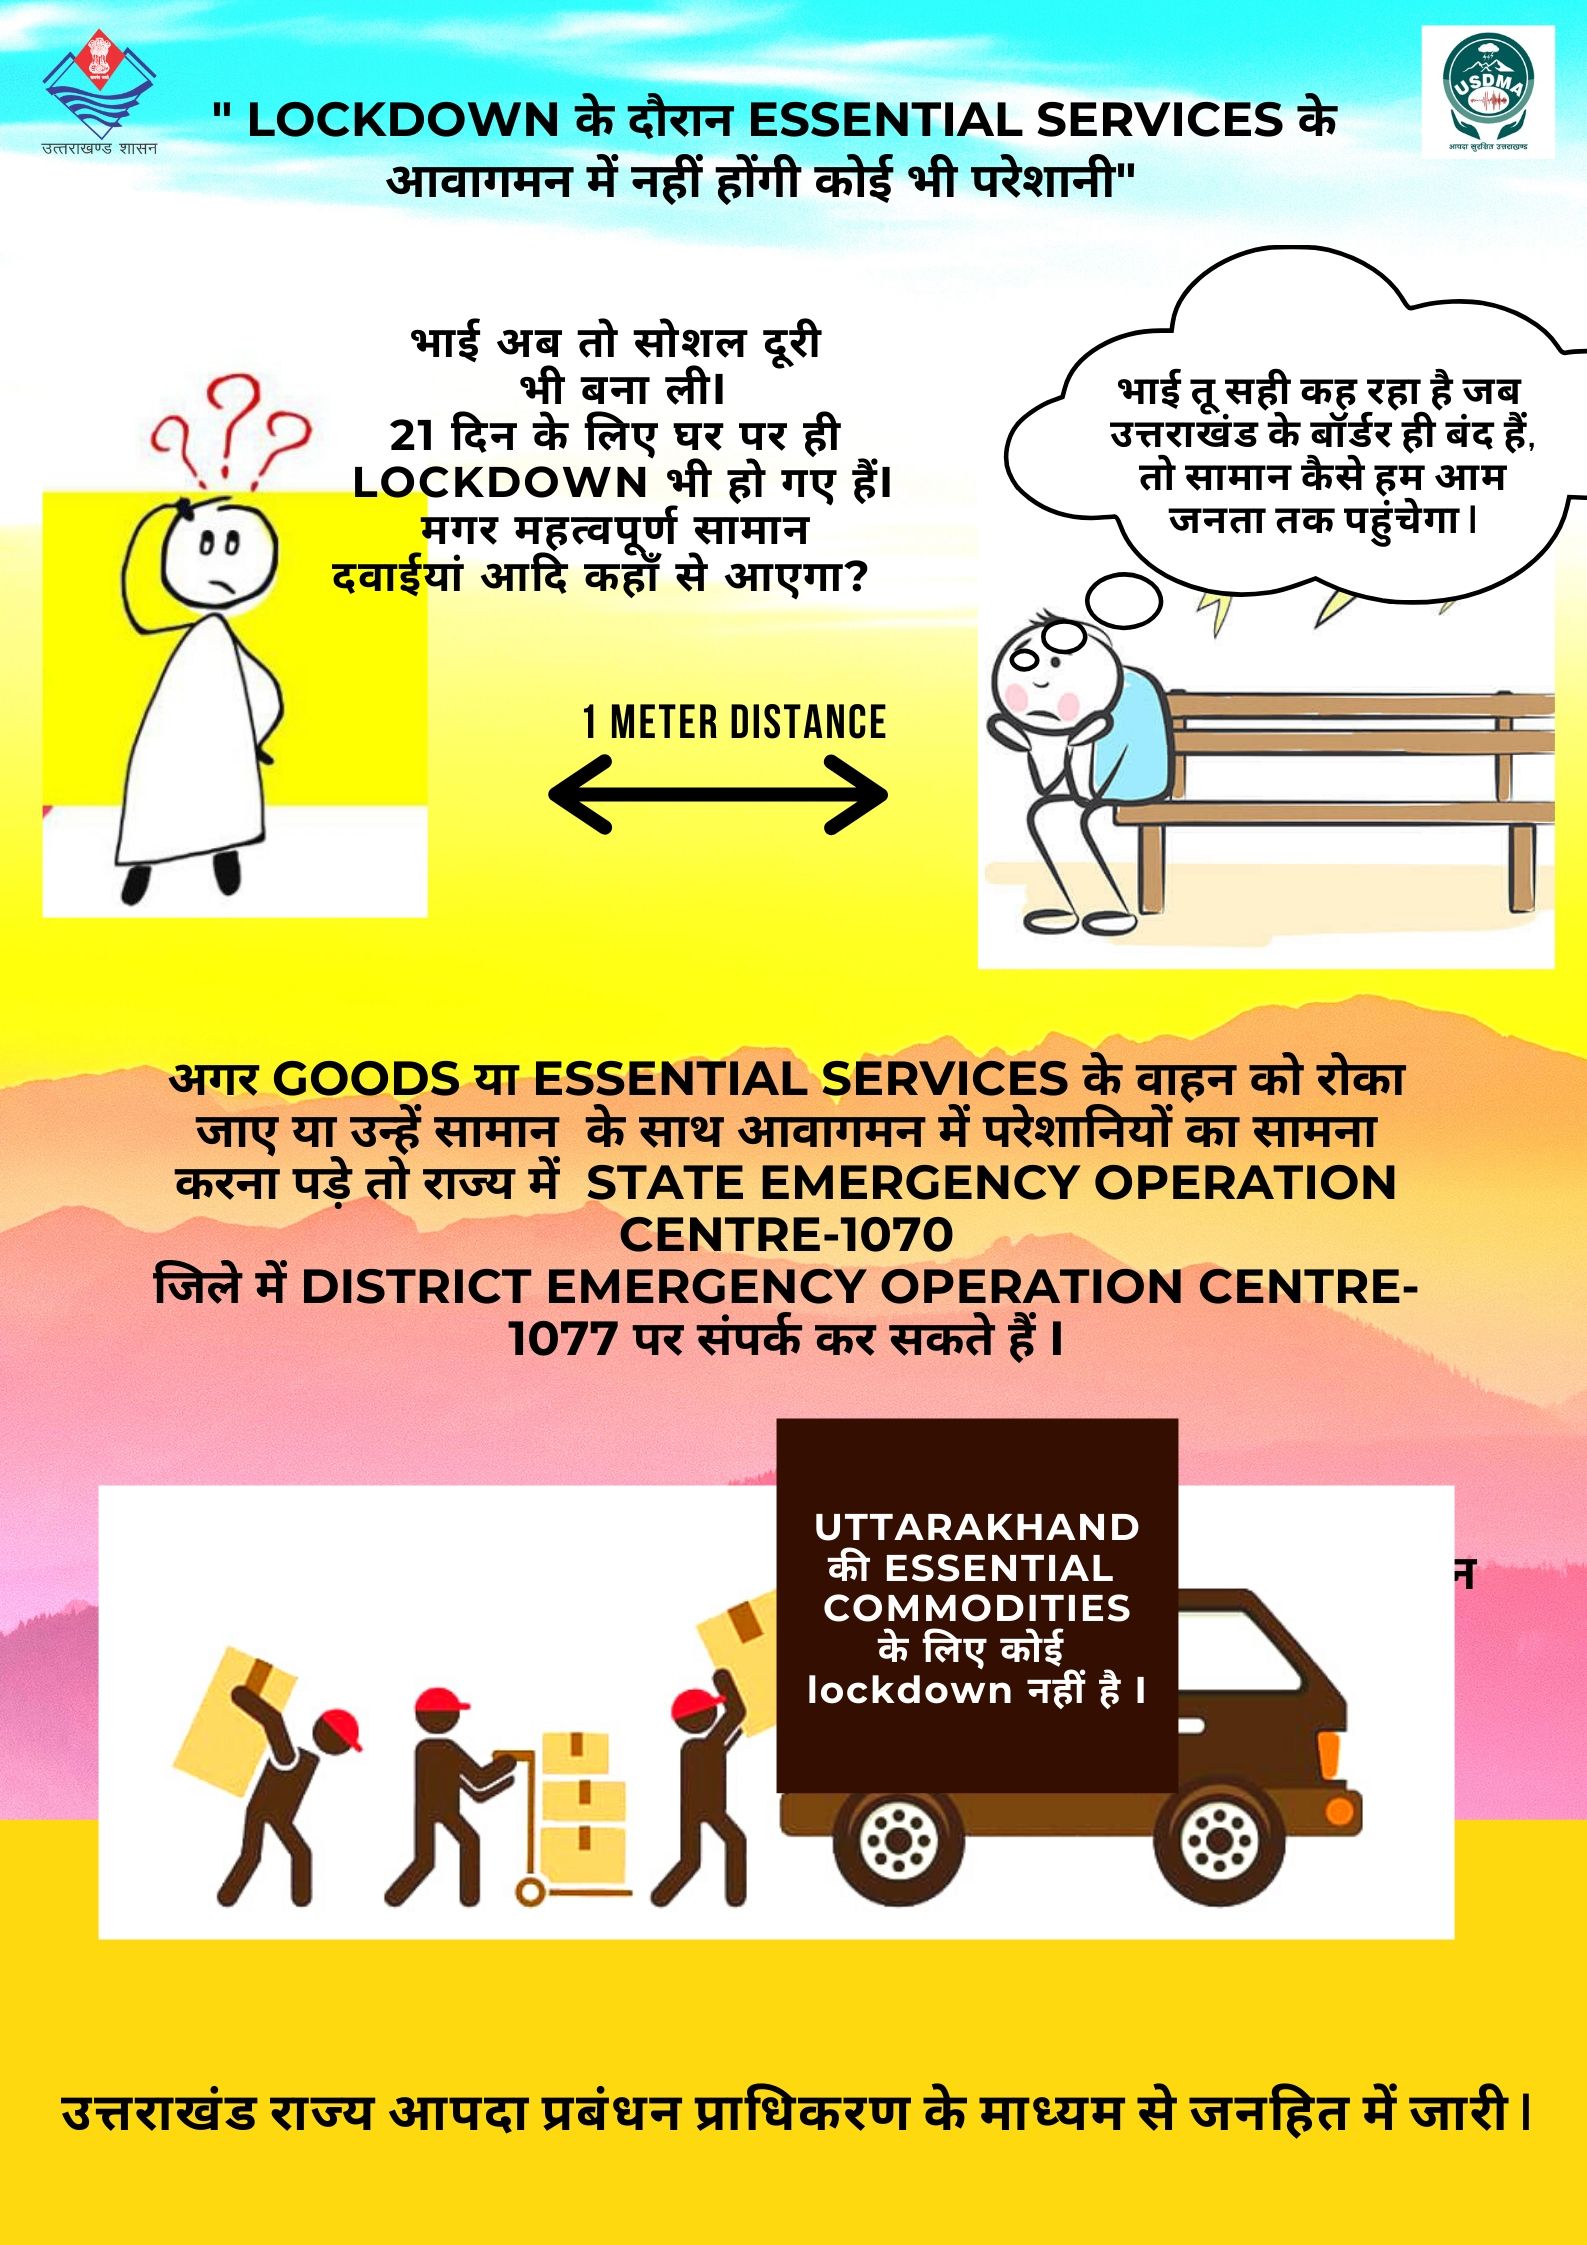 उत्तराखण्ड शासन
USDMA
आपदा सुरक्षित उत्तराखण्ड
" LOCKDOWN के दौरान ESSENTIAL SERVICES के
आवागमन में नहीं होंगी कोई भी परेशानी"
भाई अब तो सोशल दूरी
भी बना ली।
21 दिन के लिए घर पर ही
LOCKDOWN भी हो गए हैं।
मगर महत्वपूर्ण सामान
दवाईयां आदि कहाँ से आएगा?
भाई तू सही कह रहा है जब
उत्तराखंड के बॉर्डर ही बंद हैं,
तो सामान कैसे हम आम
जनता तक पहुंचेगा।
1 METER DISTANCE
अगर GOODS या ESSENTIAL SERVICES के वाहन को रोका
जाए या उन्हें सामान के साथ आवागमन में परेशानियों का सामना
करना पड़े तो राज्य में STATE EMERGENCY OPERATION
CENTRE-1070
जिले में DISTRICT EMERGENCY OPERATION CENTRE-
1077 पर संपर्क कर सकते हैं ।
UTTARAKHAND
की ESSENTIAL
COMMODITIES
के लिए कोई
lockdown नहीं है ।
न
उत्तराखंड राज्य आपदा प्रबंधन प्राधिकरण के माध्यम से जनहित में जारी।